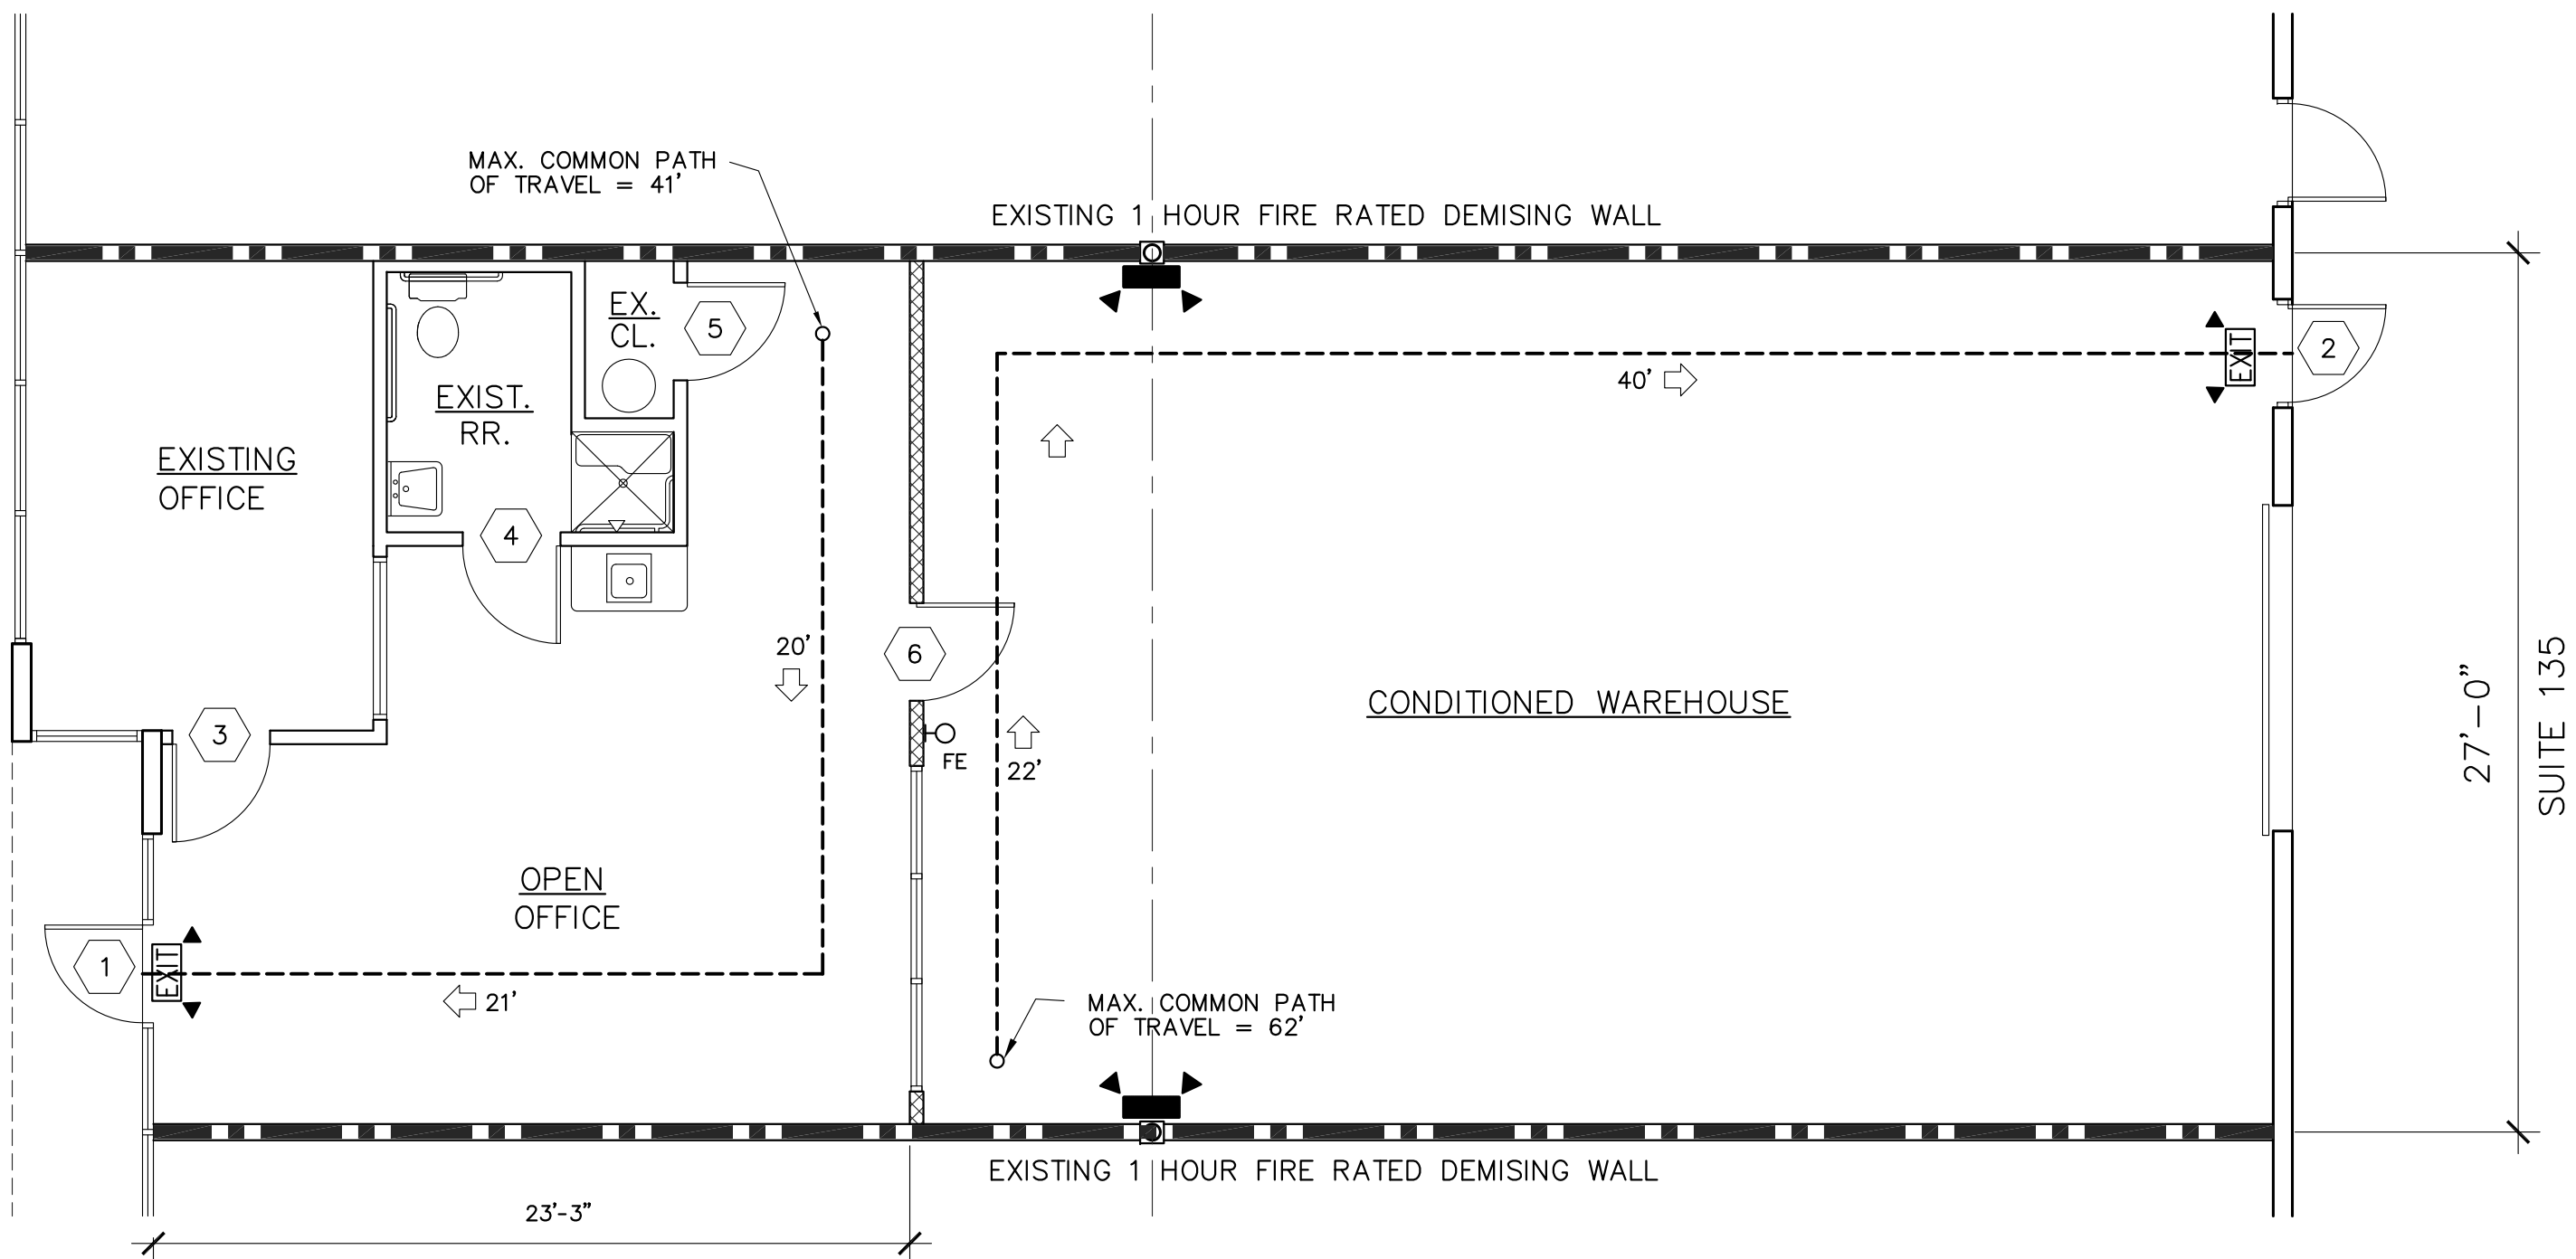 MAX. COMMON PATH
OF TRAVEL = 41'
EXISTING 1 HOUR FIRE RATED DEMISING WALL
EX.
CL.
5
EXIT
2
40'
EXIST.
RR.
EXISTING
OFFICE
4
20'
6
3
FE
22'
CONDITIONED WAREHOUSE
27'-0"
SUITE 135
OPEN
OFFICE
1
EXIT
21'
MAX. COMMON PATH
OF TRAVEL = 62'
EXISTING 1 HOUR FIRE RATED DEMISING WALL
23'-3"